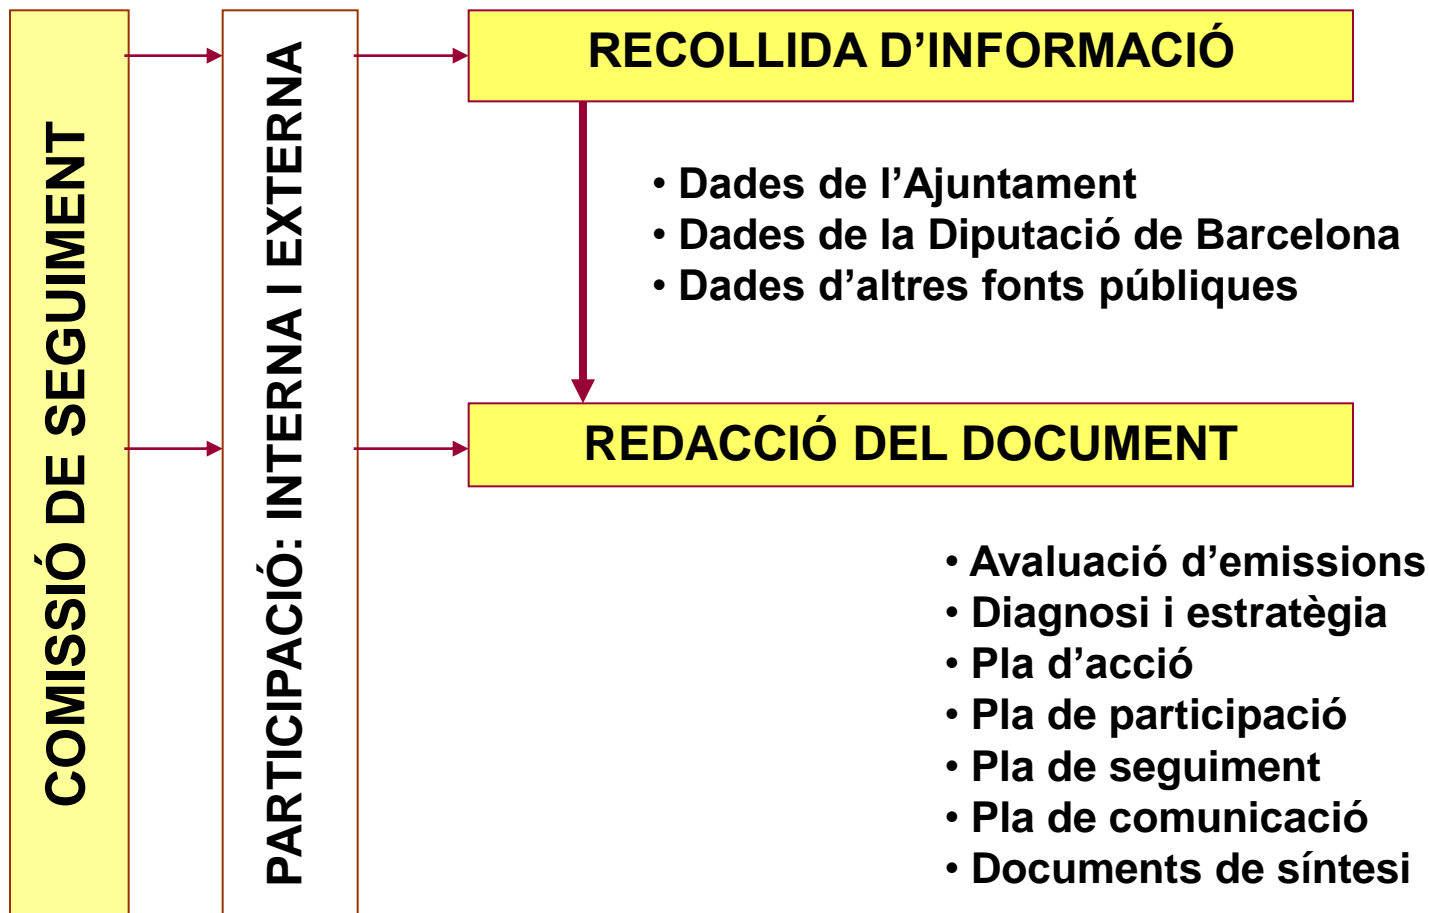 COMISSIÓ DE SEGUIMENT
PARTICIPACIÓ: INTERNA I EXTERNA
RECOLLIDA D’INFORMACIÓ
• Dades de l’Ajuntament
• Dades de la Diputació de Barcelona
• Dades d’altres fonts públiques
REDACCIÓ DEL DOCUMENT
• Avaluació d’emissions
• Diagnosi i estratègia
• Pla d’acció
• Pla de participació
• Pla de seguiment
• Pla de comunicació
• Documents de síntesi